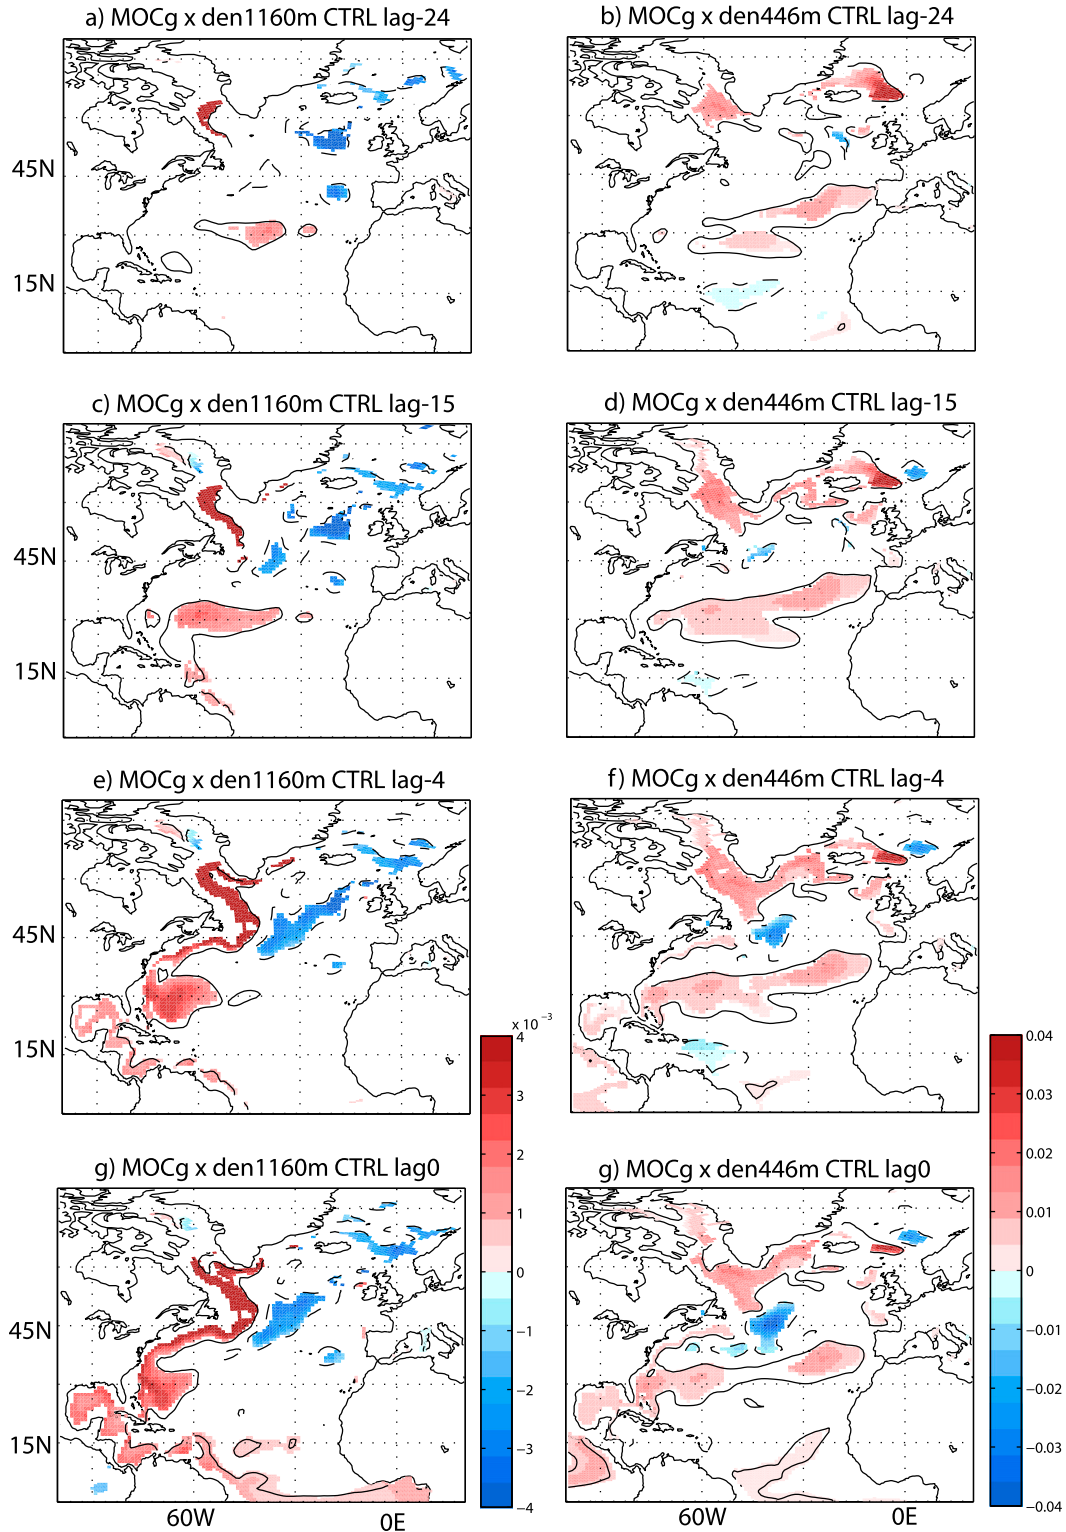 a) MOCg x den1160m CTRL lag-24
b) MOCg x den446m CTRL lag-24
45N
15N
c) MOCg x den1160m CTRL lag-15
d) MOCg x den446m CTRL lag-15
45N
15N
e) MOCg x den1160m CTRL lag-4
f) MOCg x den446m CTRL lag-4
45N
15N
x 10 -3
4
3
2
1
0
−1
−2
−3
−4
0.04
0.03
0.02
0.01
0
−0.01
−0.02
−0.03
−0.04
g) MOCg x den1160m CTRL lag0
g) MOCg x den446m CTRL lag0
45N
15N
60W
0E
60W
0E